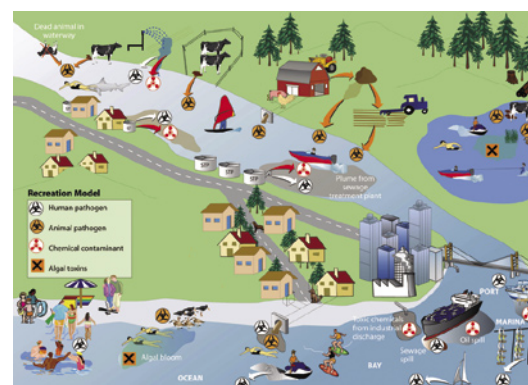 Dead animal in
waterway
STP
STP
STP
Plume from
sewage
treatment plant
Recreation Model
Human pathogen
Animal pathogen
Chemical contaminant
Algal toxins
Toxic chemicals
from industrial
discharge
PORT
MARINA
Oil spill
Sewage
spill
Algal bloom
BAY
OCEAN